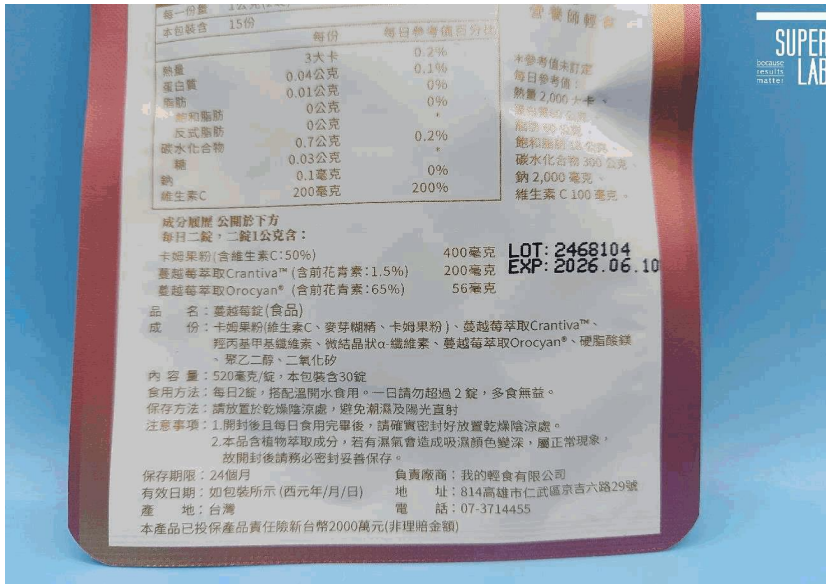 每一份量 1公克
本包裝含 15份
每份 每日參考值百分比
熱量 3大卡 0.2%
蛋白質 0.04公克 0.1%
脂肪 0.01公克 0%
飽和脂肪 0公克 0%
反式脂肪 0公克 *
碳水化合物 0.7公克 0.2%
糖 0.03公克 *
鈉 0.1毫克 0%
維生素C 200毫克 200%
營養師輕食
*參考值未訂定
每日參考值：
熱量 2,000 大卡、
蛋白質60 公克、
脂肪 60 公克、
飽和脂肪 18 公克、
碳水化合物 300 公克、
鈉 2,000 毫克、
維生素 C 100 毫克。
SUPER
LAB
because
results
matter
成分履歷 公開於下方
每日二錠，二錠1公克含：
卡姆果粉(含維生素C:50%) 400毫克
蔓越莓萃取Crantiva™ (含前花青素：1.5%) 200毫克
蔓越莓萃取Orocyan® (含前花青素：65%) 56毫克
LOT: 2468104
EXP: 2026.06.10
品 名：蔓越莓錠(食品)
成 份：卡姆果粉(維生素C、麥芽糊精、卡姆果粉)、蔓越莓萃取Crantiva™、
羥丙基甲基纖維素、微結晶狀α-纖維素、蔓越莓萃取Orocyan®、硬脂酸鎂
、聚乙二醇、二氧化矽
內 容 量：520毫克/錠，本包裝含30錠
食用方法：每日2錠，搭配溫開水食用。一日請勿超過 2 錠，多食無益。
保存方法：請放置於乾燥陰涼處，避免潮濕及陽光直射
注意事項：1.開封後且每日食用完畢後，請確實密封好放置乾燥陰涼處。
2.本品含植物萃取成分，若有濕氣會造成吸濕顏色變深，屬正常現象，
故開封後請務必密封妥善保存。
保存期限：24個月
有效日期：如包裝所示 (西元年/月/日)
產 地：台灣
負責廠商：我的輕食有限公司
地 址：814高雄市仁武區京吉六路29號
電 話：07-3714455
本產品已投保產品責任險新台幣2000萬元(非理賠金額)